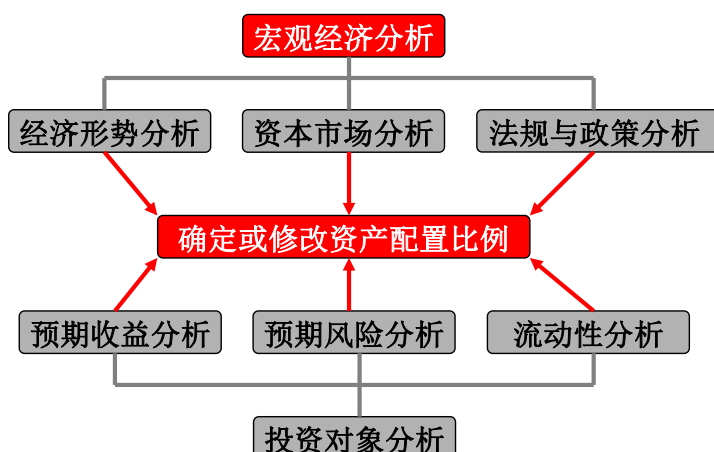 宏观经济分析
经济形势分析
资本市场分析
法规与政策分析
确定或修改资产配置比例
预期收益分析
预期风险分析
流动性分析
投资对象分析